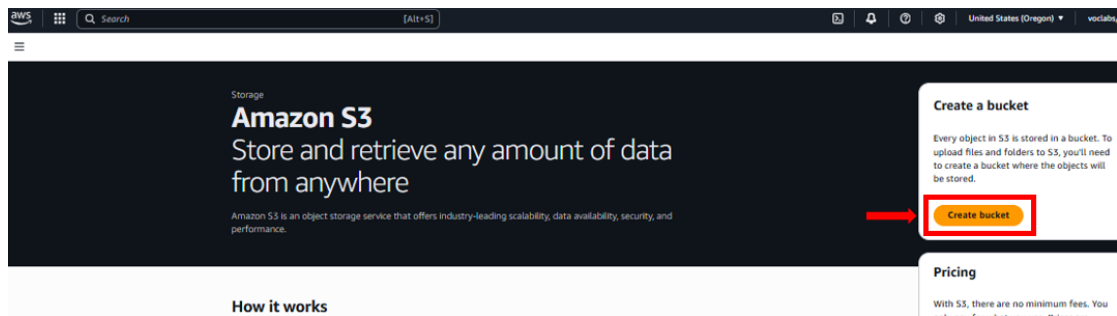 aws
Search
[Alt+S]
United States (Oregon)
Storage
Amazon S3
Store and retrieve any amount of data
from anywhere
Amazon S3 is an object storage service that offers industry-leading scalability, data availability, security, and
performance.
Create a bucket
Every object in S3 is stored in a bucket. To
upload files and folders to S3, you'll need
to create a bucket where the objects will
be stored.
Create bucket
Pricing
With S3, there are no minimum fees. You
How it works